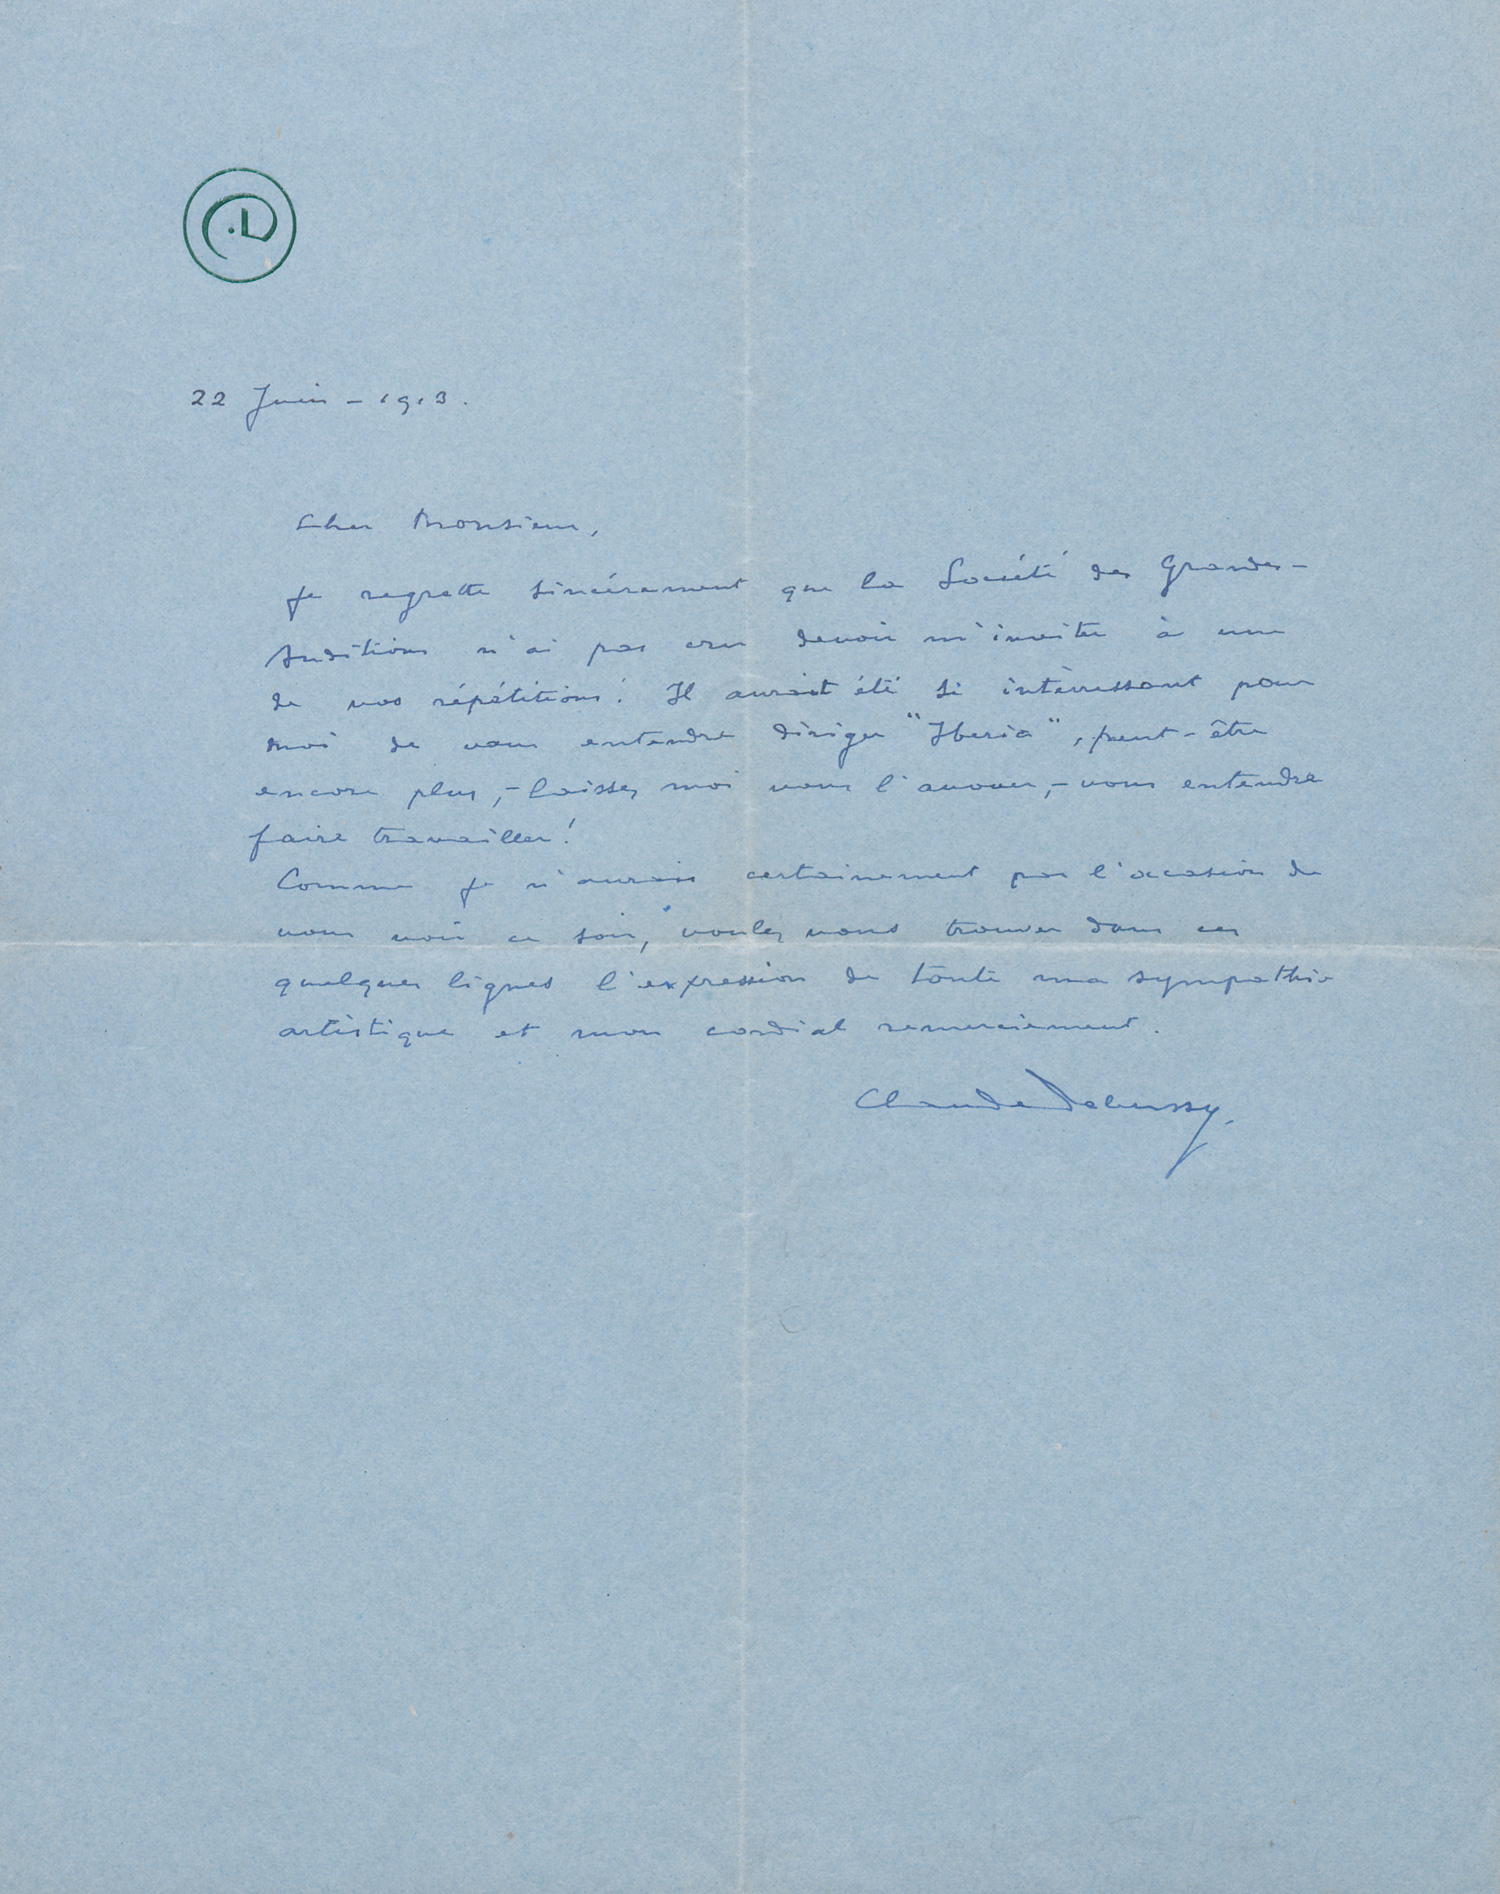 C.D
22 Juin - 1913.
Cher Monsieur,
Je regrette sincèrement que la Société des Grandes-
Auditions n'ai pas cru devoir m'inviter à une
de vos répétitions! Il aurait été si intèrressant pour
moi de vous entendre diriger "Iberia", peut-être
encore plus, - laissez moi vous l'avouer, - vous entendre
faire travailler!
Comme je n'aurais certainement pas l'occasion de
vous voir ce soir, voulez vous trouver dans ces
quelques lignes l'expression de toute ma sympathie
artistique et mon cordial remerciement.
Claude Debussy.